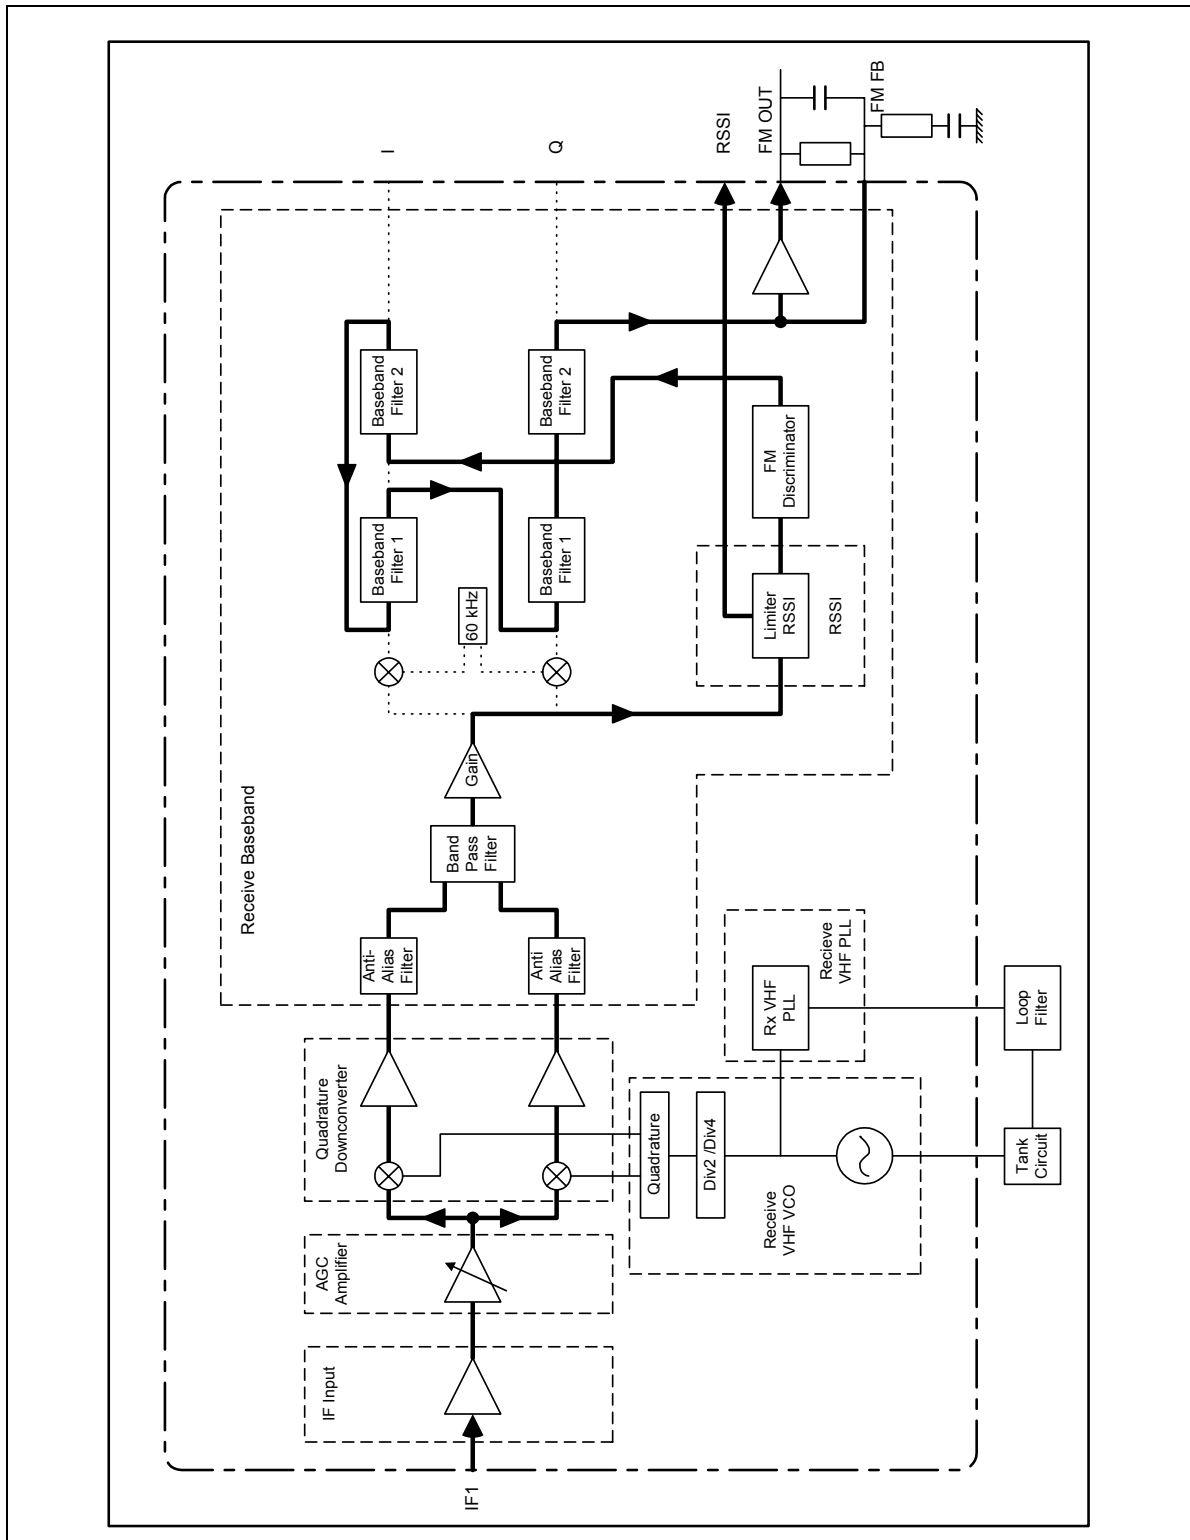 IF1
IF Input
AGC
Amplifier
Quadrature
Downconverter
Receive Baseband
Anti-
Alias
Filter
Anti
Alias
Filter
Band
Pass
Filter
Gain
60 kHz
Baseband
Filter 1
Baseband
Filter 2
Baseband
Filter 1
Baseband
Filter 2
I
Q
Limiter
RSSI
RSSI
FM
Discriminator
RSSI
FM OUT
FM FB
Quadrature
Div2 /Div4
Receive
VHF VCO
Rx VHF
PLL
Recieve
VHF PLL
Tank
Circuit
Loop
Filter